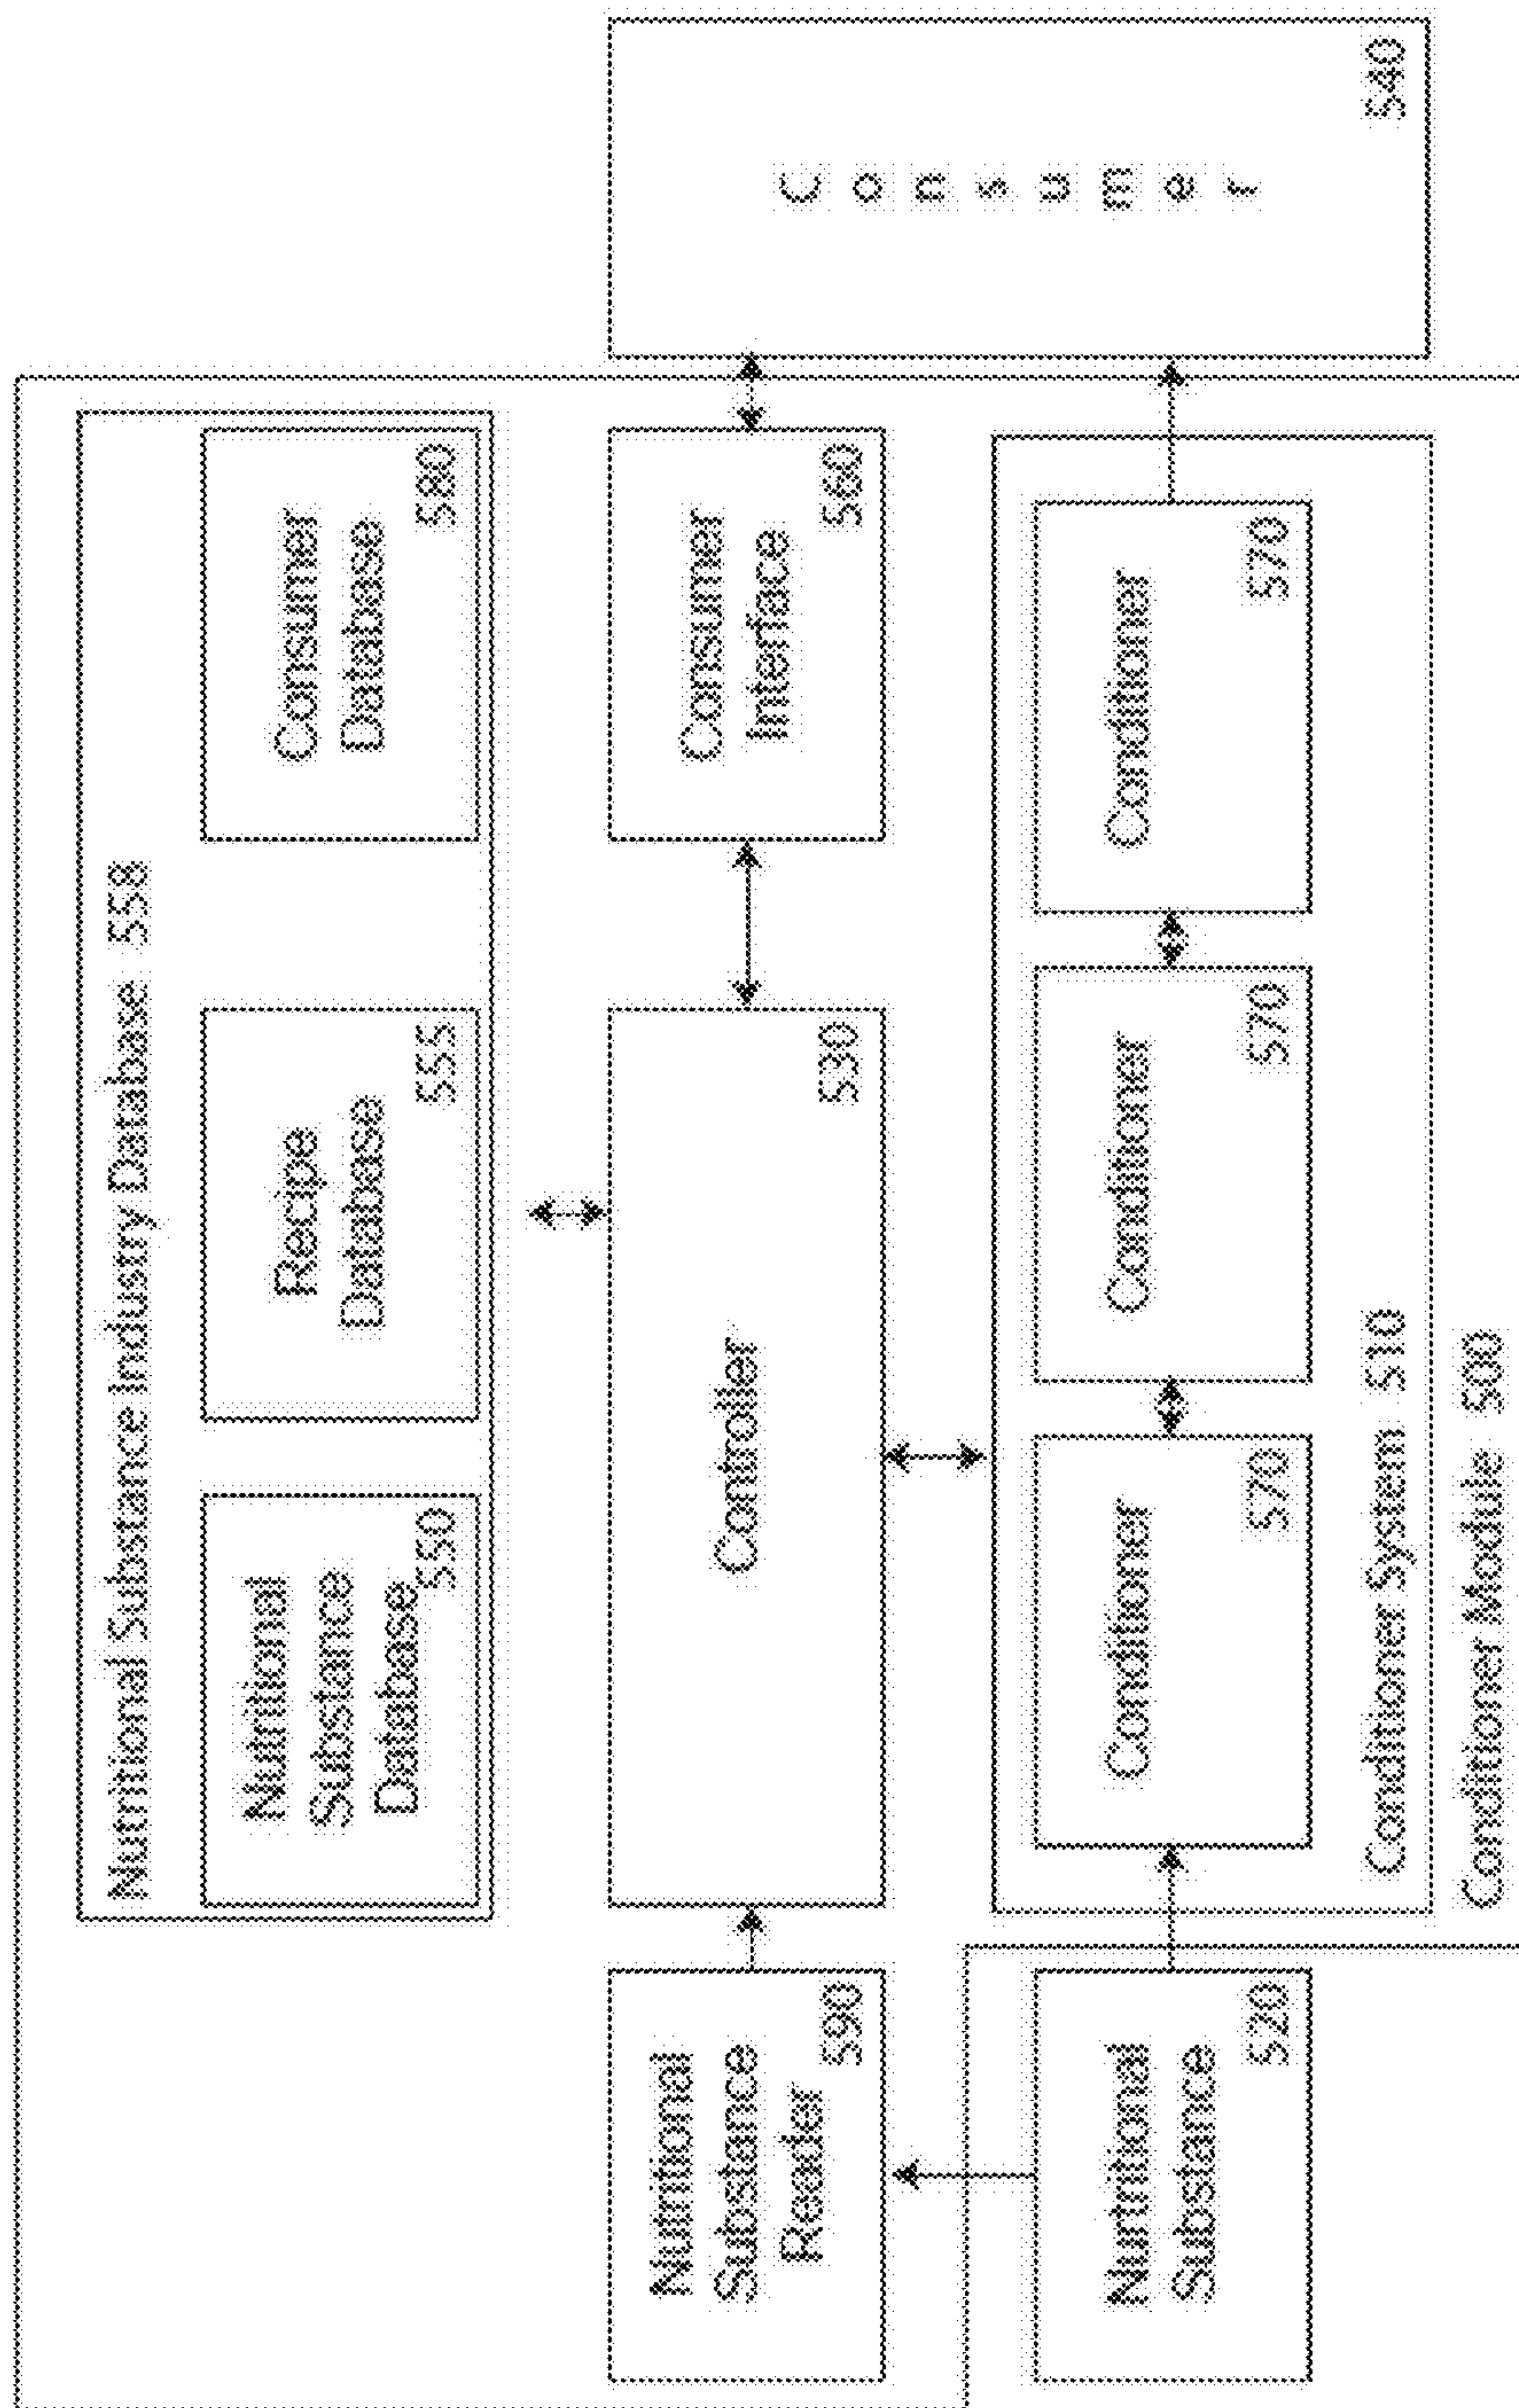 Nutritional Substance Industry Database 558
Nutritional
Substance
Database
550
Recipe
Database
555
Consumer
Database
580
Nutritional
Substance
Reader
590
Controller
530
Consumer
Interface
560
Consumer
540
Nutritional
Substance
520
Conditioner
570
Conditioner
570
Conditioner
570
Conditioner System 510
Conditioner Module 500